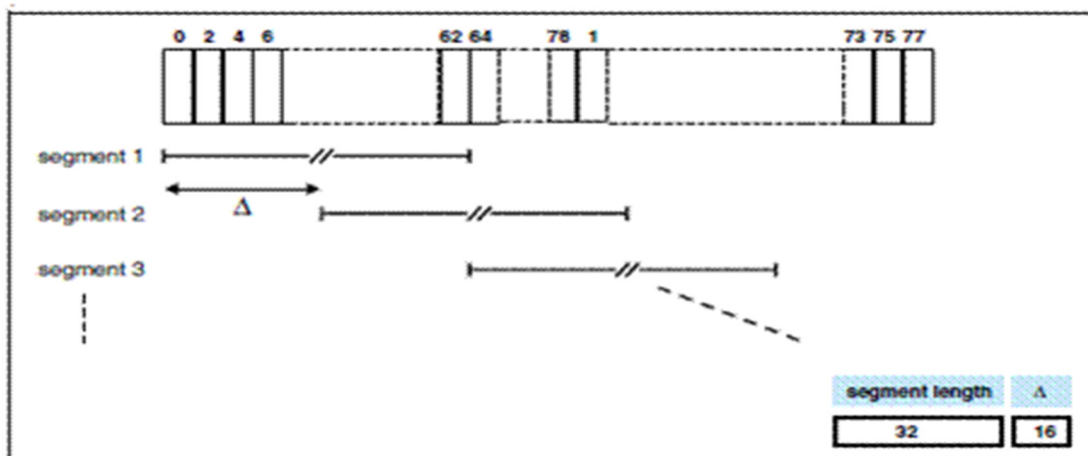 0 2 4 6 62 64 78 1 73 75 77
segment 1
Δ
segment 2
segment 3
segment length Δ
32 16